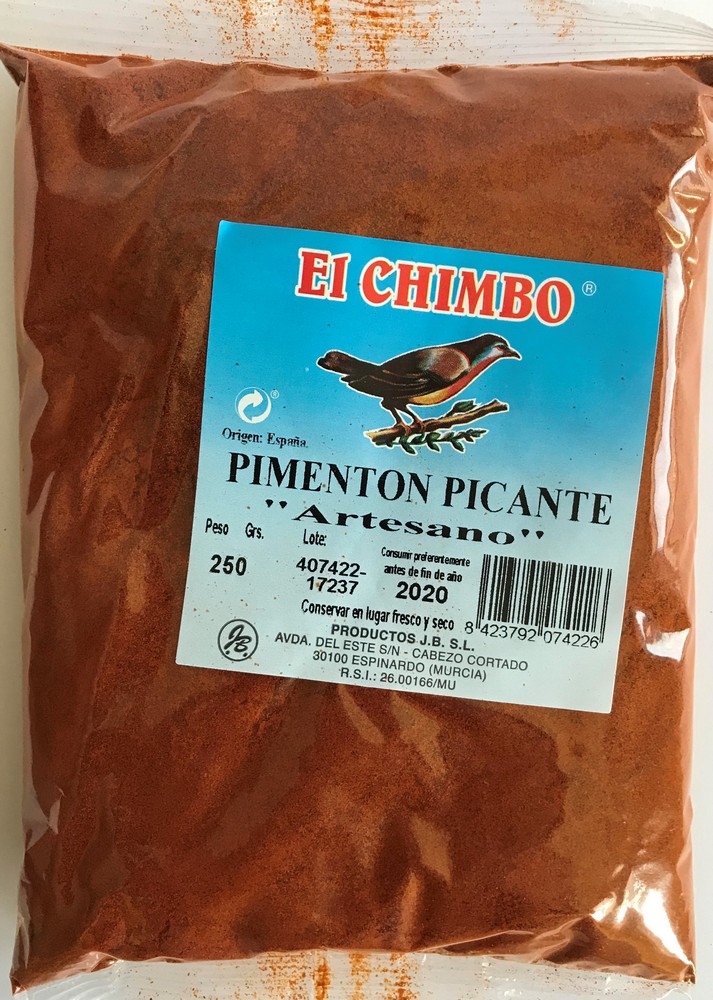 El CHIMBO ®
®
Origen: España.
PIMENTON PICANTE
"Artesano"
Peso Grs. Lote: Consumir preferentemente
antes de fin de año
250 407422-
17237 2020
Conservar en lugar fresco y seco
8 423792 074226
J.B.
PRODUCTOS J.B. S.L.
AVDA. DEL ESTE S/N - CABEZO CORTADO
30100 ESPINARDO (MURCIA)
R.S.I.: 26.00166/MU